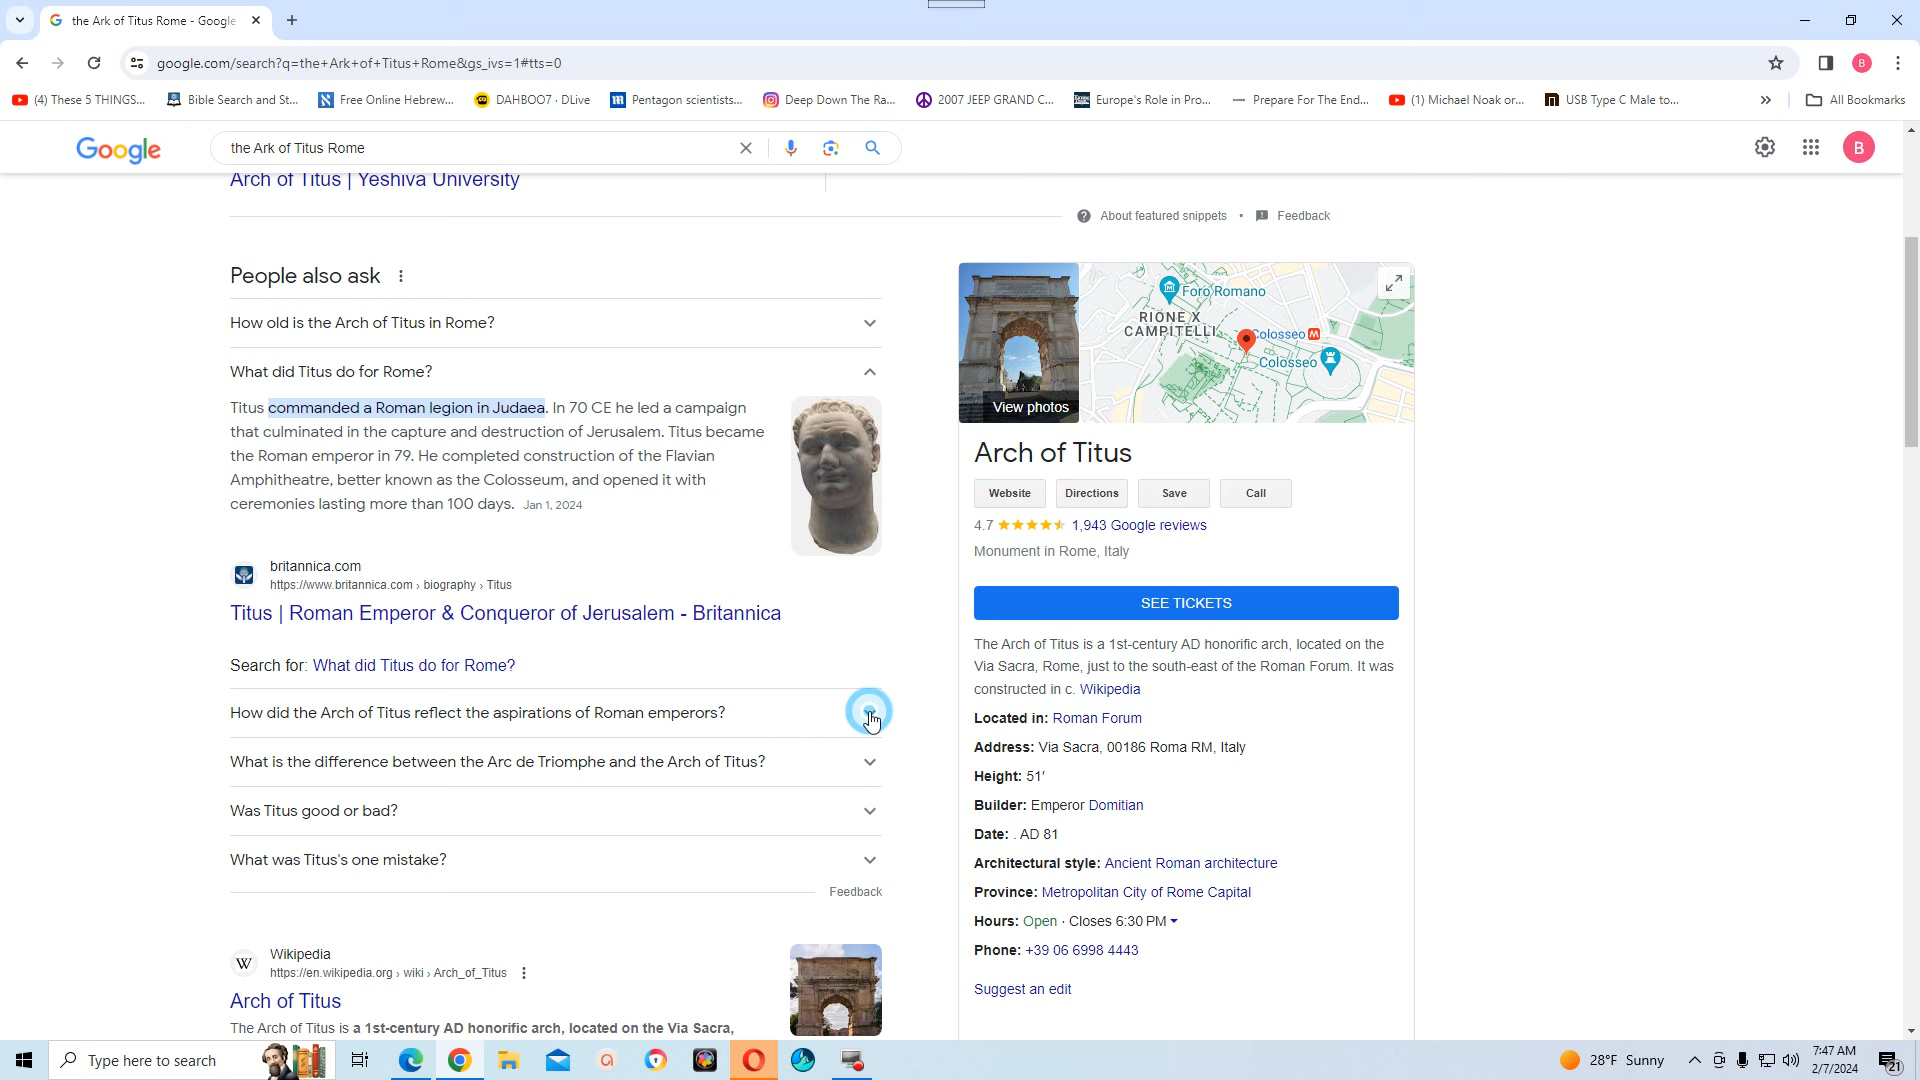 the Ark of Titus Rome - Google
google.com/search?q=the+Ark+of+Titus+Rome&gs_ivs=1#tts=0
B
(4) These 5 THINGS...
Bible Search and St...
Free Online Hebrew...
DAHBOO7 · DLive
Pentagon scientists...
Deep Down The Ra...
2007 JEEP GRAND C...
Europe's Role in Pro...
Prepare For The End...
(1) Michael Noak or...
USB Type C Male to...
»
All Bookmarks
Google
the Ark of Titus Rome
B
Arch of Titus | Yeshiva University
About featured snippets • Feedback
People also ask
How old is the Arch of Titus in Rome?
What did Titus do for Rome?
Titus commanded a Roman legion in Judaea. In 70 CE he led a campaign
that culminated in the capture and destruction of Jerusalem. Titus became
the Roman emperor in 79. He completed construction of the Flavian
Amphitheatre, better known as the Colosseum, and opened it with
ceremonies lasting more than 100 days. Jan 1, 2024
britannica.com
https://www.britannica.com › biography › Titus
Titus | Roman Emperor & Conqueror of Jerusalem - Britannica
Search for: What did Titus do for Rome?
How did the Arch of Titus reflect the aspirations of Roman emperors?
What is the difference between the Arc de Triomphe and the Arch of Titus?
Was Titus good or bad?
What was Titus's one mistake?
Feedback
W
Wikipedia
https://en.wikipedia.org › wiki › Arch_of_Titus
Arch of Titus
The Arch of Titus is a 1st-century AD honorific arch, located on the Via Sacra,
View photos
Foro Romano
RIONE X
CAMPITELLI
Colosseo M
Colosseo
Arch of Titus
Website
Directions
Save
Call
4.7 1,943 Google reviews
Monument in Rome, Italy
SEE TICKETS
The Arch of Titus is a 1st-century AD honorific arch, located on the
Via Sacra, Rome, just to the south-east of the Roman Forum. It was
constructed in c. Wikipedia
Located in: Roman Forum
Address: Via Sacra, 00186 Roma RM, Italy
Height: 51′
Builder: Emperor Domitian
Date: . AD 81
Architectural style: Ancient Roman architecture
Province: Metropolitan City of Rome Capital
Hours: Open · Closes 6:30 PM
Phone: +39 06 6998 4443
Suggest an edit
Type here to search
28°F Sunny
7:47 AM
2/7/2024
21